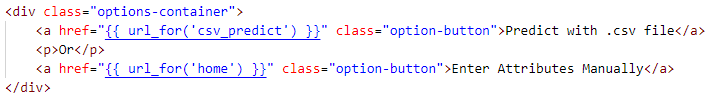 <div class="options-container">
    <a href="{{ url_for('csv_predict') }}" class="option-button">Predict with .csv file</a>
    <p>Or</p>
    <a href="{{ url_for('home') }}" class="option-button">Enter Attributes Manually</a>
</div>